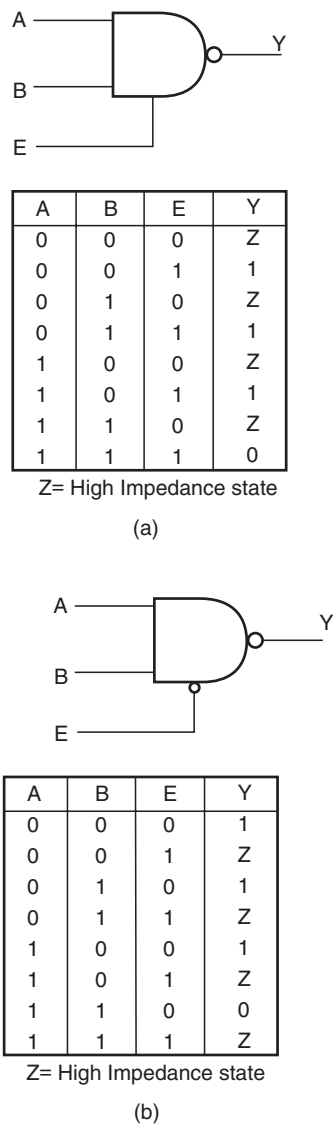 A
Y
B
E
A B E Y
0 0 0 Z
0 0 1 1
0 1 0 Z
0 1 1 1
1 0 0 Z
1 0 1 1
1 1 0 Z
1 1 1 0
Z= High Impedance state
(a)
A
Y
B
E
A B E Y
0 0 0 1
0 0 1 Z
0 1 0 1
0 1 1 Z
1 0 0 1
1 0 1 Z
1 1 0 0
1 1 1 Z
Z= High Impedance state
(b)